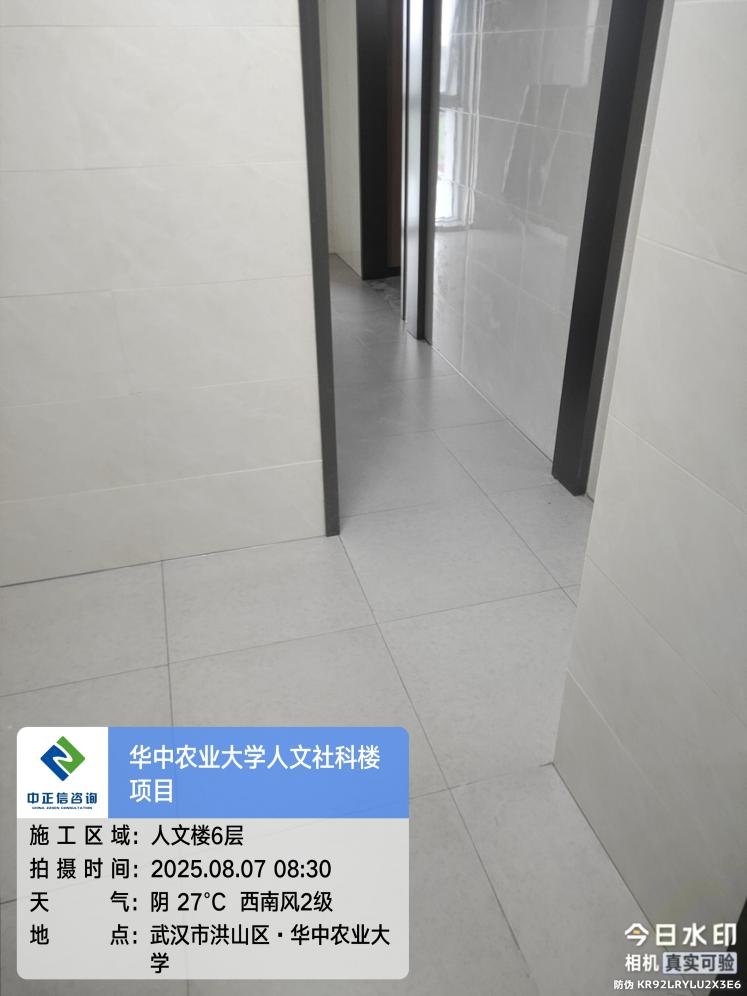 中正信咨询
华中农业大学人文社科楼
项目
施工区域：人文楼6层
拍摄时间：2025.08.07 08:30
天气：阴 27°C 西南风2级
地点：武汉市洪山区·华中农业大
学
今日水印
相机 真实可验
防伪 KR92LRYLU2X3E6